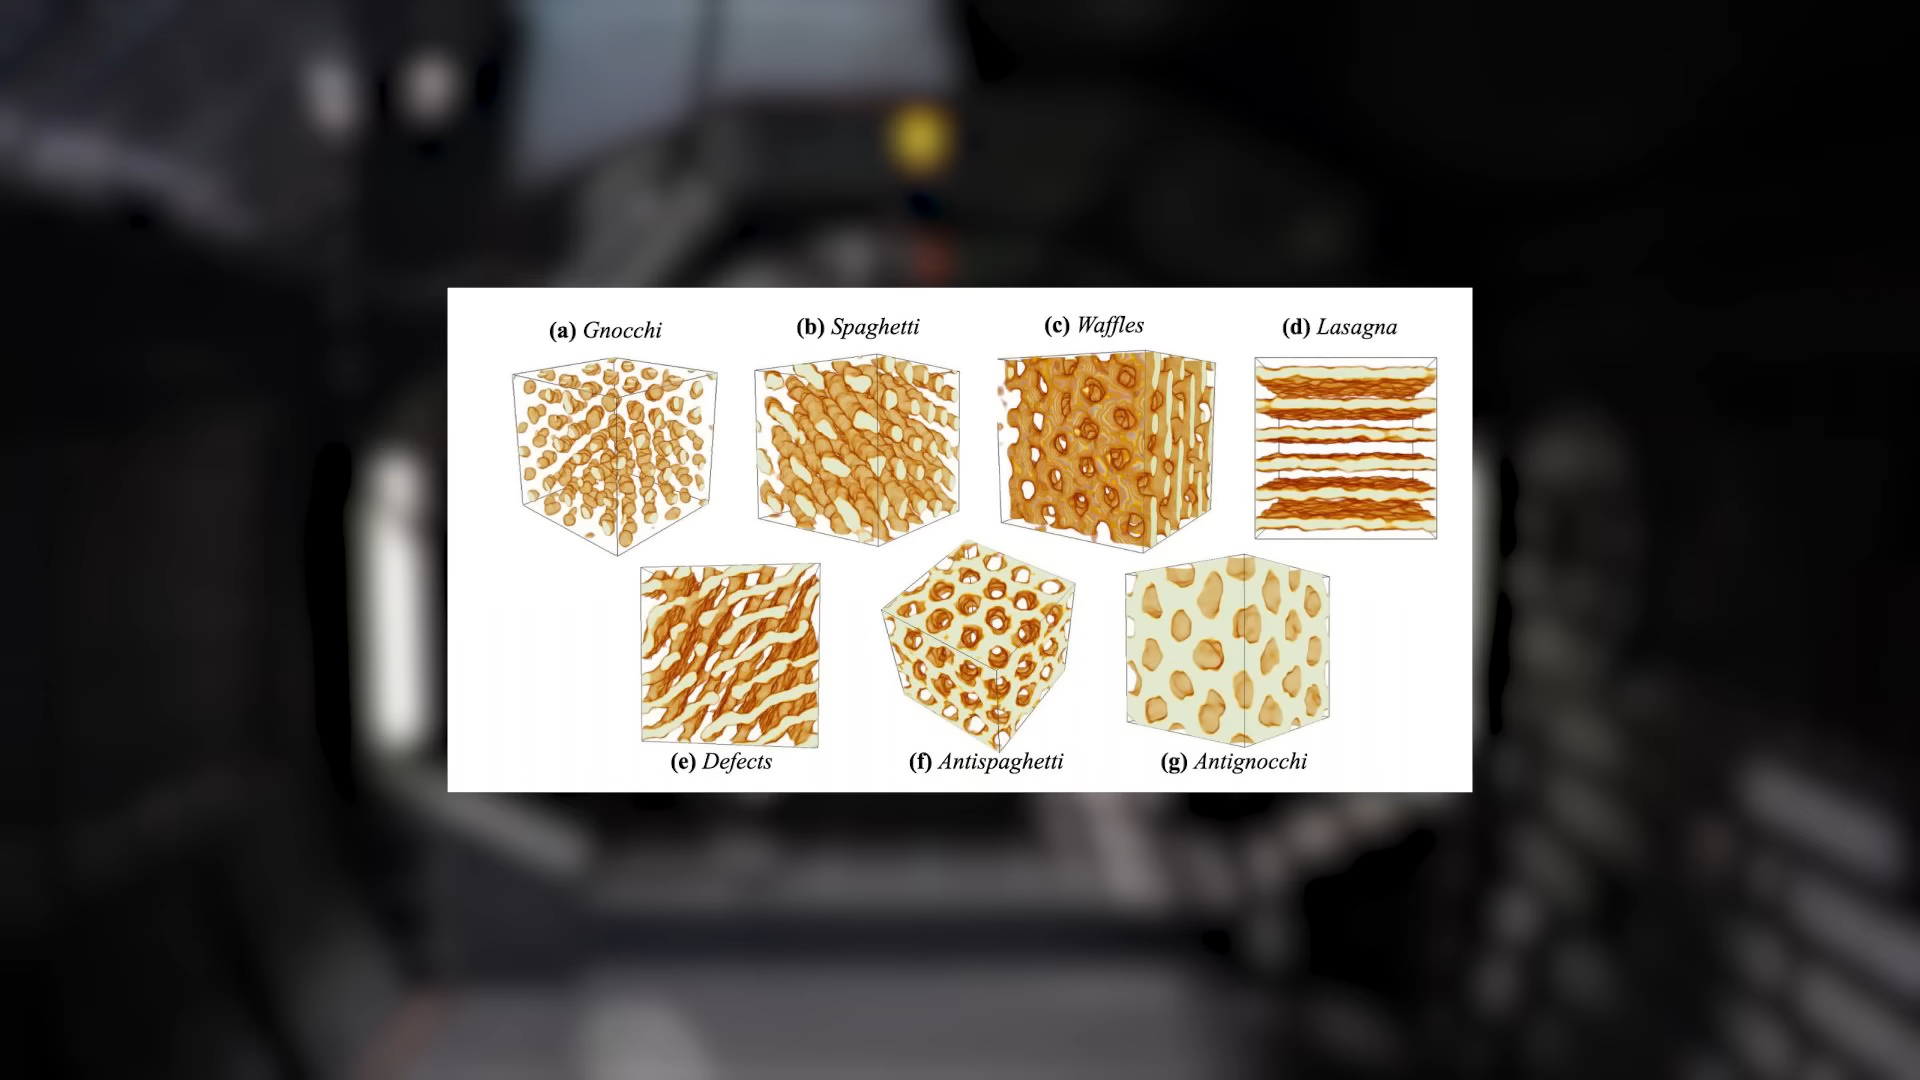 (a) Gnocchi
(b) Spaghetti
(c) Waffles
(d) Lasagna
(e) Defects
(f) Antispaghetti
(g) Antignocchi